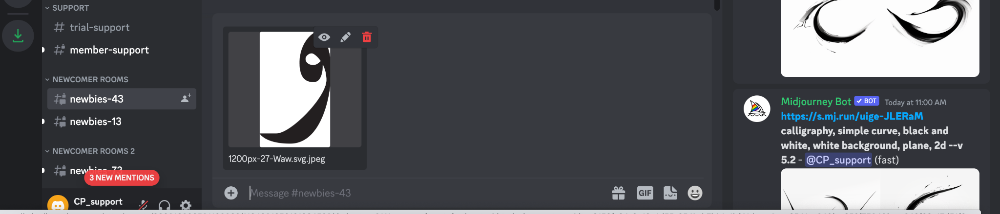 SUPPORT
trial-support
member-support
NEWCOMER ROOMS
newbies-43
newbies-13
NEWCOMER ROOMS 2
newbies-73
3 NEW MENTIONS
CP_support
و
1200px-27-Waw.svg.jpeg
Message #newbies-43
GIF
Midjourney Bot ✓ BOT Today at 11:00 AM
https://s.mj.run/uige-JLERaM
calligraphy, simple curve, black and
white, white background, plane, 2d --v
5.2 - @CP_support (fast)